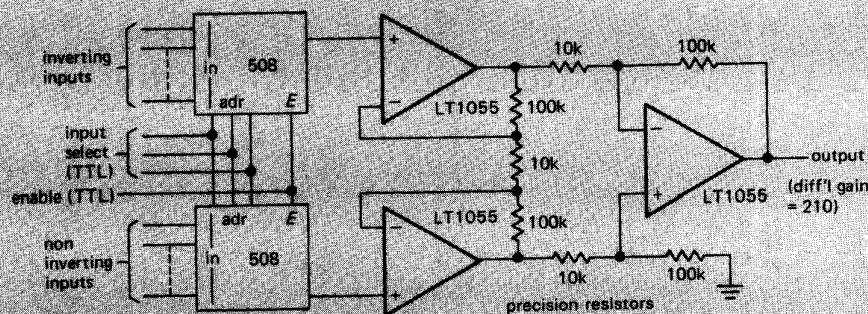 inverting
inputs
in
508
adr
E
input
select
(TTL)
enable (TTL)
adr
E
non
inverting
inputs
in
508
+
−
LT1055
100k
10k
100k
LT1055
−
+
10k
100k
−
+
LT1055
10k
100k
output
(diff'l gain
= 210)
precision resistors